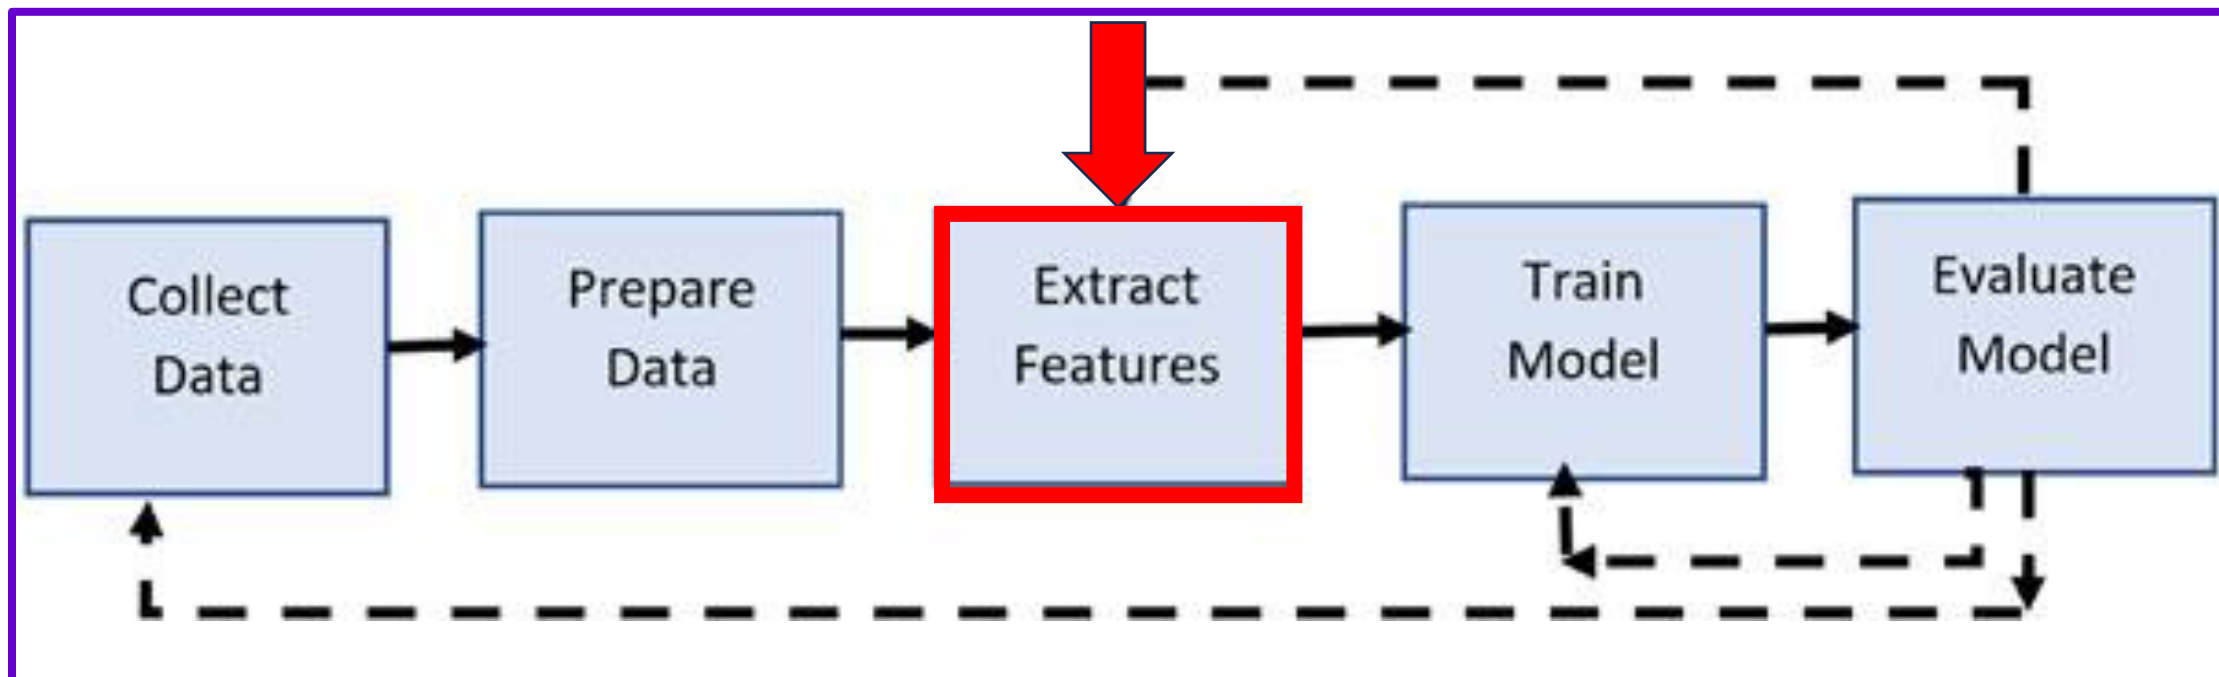 Collect
Data
Prepare
Data
Extract
Features
Train
Model
Evaluate
Model